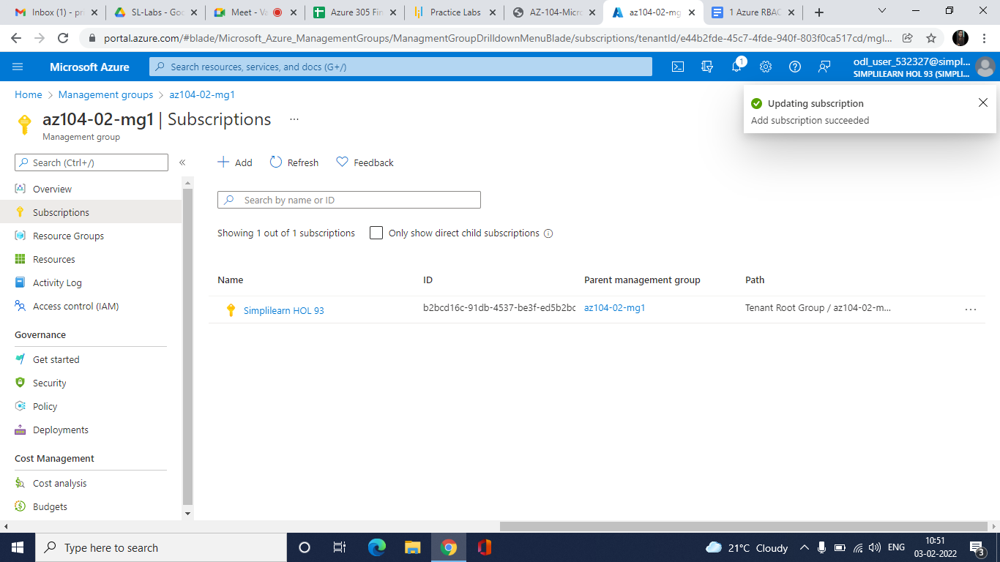 Inbox (1) - pr
SL-Labs - Goo
Meet - Va
Azure 305 Fin
Practice Labs
AZ-104-Micro
az104-02-mg
1 Azure RBAC
portal.azure.com/#blade/Microsoft_Azure_ManagementGroups/ManagmentGroupDrilldownMenuBlade/subscriptions/tenantId/e44b2fde-45c7-4fde-940f-803f0ca517cd/mgI...
Microsoft Azure
Search resources, services, and docs (G+/)
1
odl_user_532327@simpl...
SIMPLILEARN HOL 93 (SIMPLI...
Home > Management groups > az104-02-mg1
Updating subscription
Add subscription succeeded
az104-02-mg1 | Subscriptions ...
Management group
Search (Ctrl+/) «
+ Add Refresh Feedback
Overview
Subscriptions
Resource Groups
Resources
Activity Log
Access control (IAM)
Governance
Get started
Security
Policy
Deployments
Cost Management
Cost analysis
Budgets
Search by name or ID
Showing 1 out of 1 subscriptions Only show direct child subscriptions
Name ID Parent management group Path
Simplilearn HOL 93 b2bcd16c-91db-4537-be3f-ed5b2bc az104-02-mg1 Tenant Root Group / az104-02-m... ...
Type here to search
21°C Cloudy ENG
10:51
03-02-2022
3